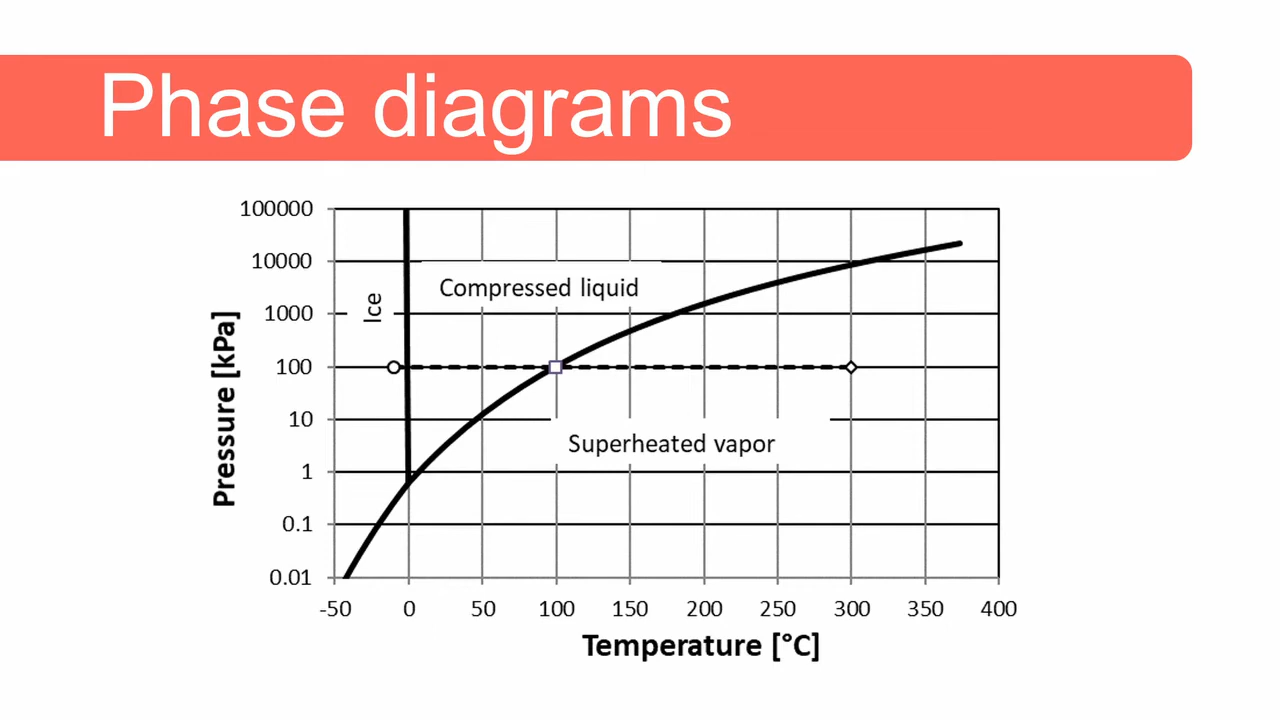 Phase diagrams
100000
10000
1000
100
10
1
0.1
0.01
Pressure [kPa]
Ice
Compressed liquid
Superheated vapor
-50 0 50 100 150 200 250 300 350 400
Temperature [°C]